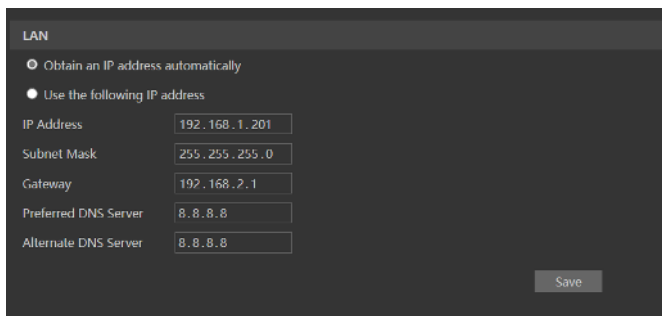 LAN
Obtain an IP address automatically
Use the following IP address
IP Address 192.168.1.201
Subnet Mask 255.255.255.0
Gateway 192.168.2.1
Preferred DNS Server 8.8.8.8
Alternate DNS Server 8.8.8.8
Save